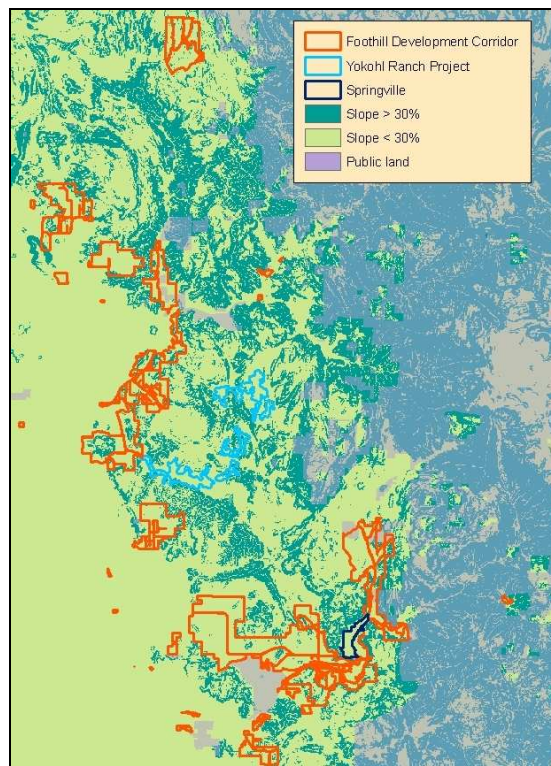 Foothill Development Corridor
Yokohl Ranch Project
Springville
Slope > 30%
Slope < 30%
Public land